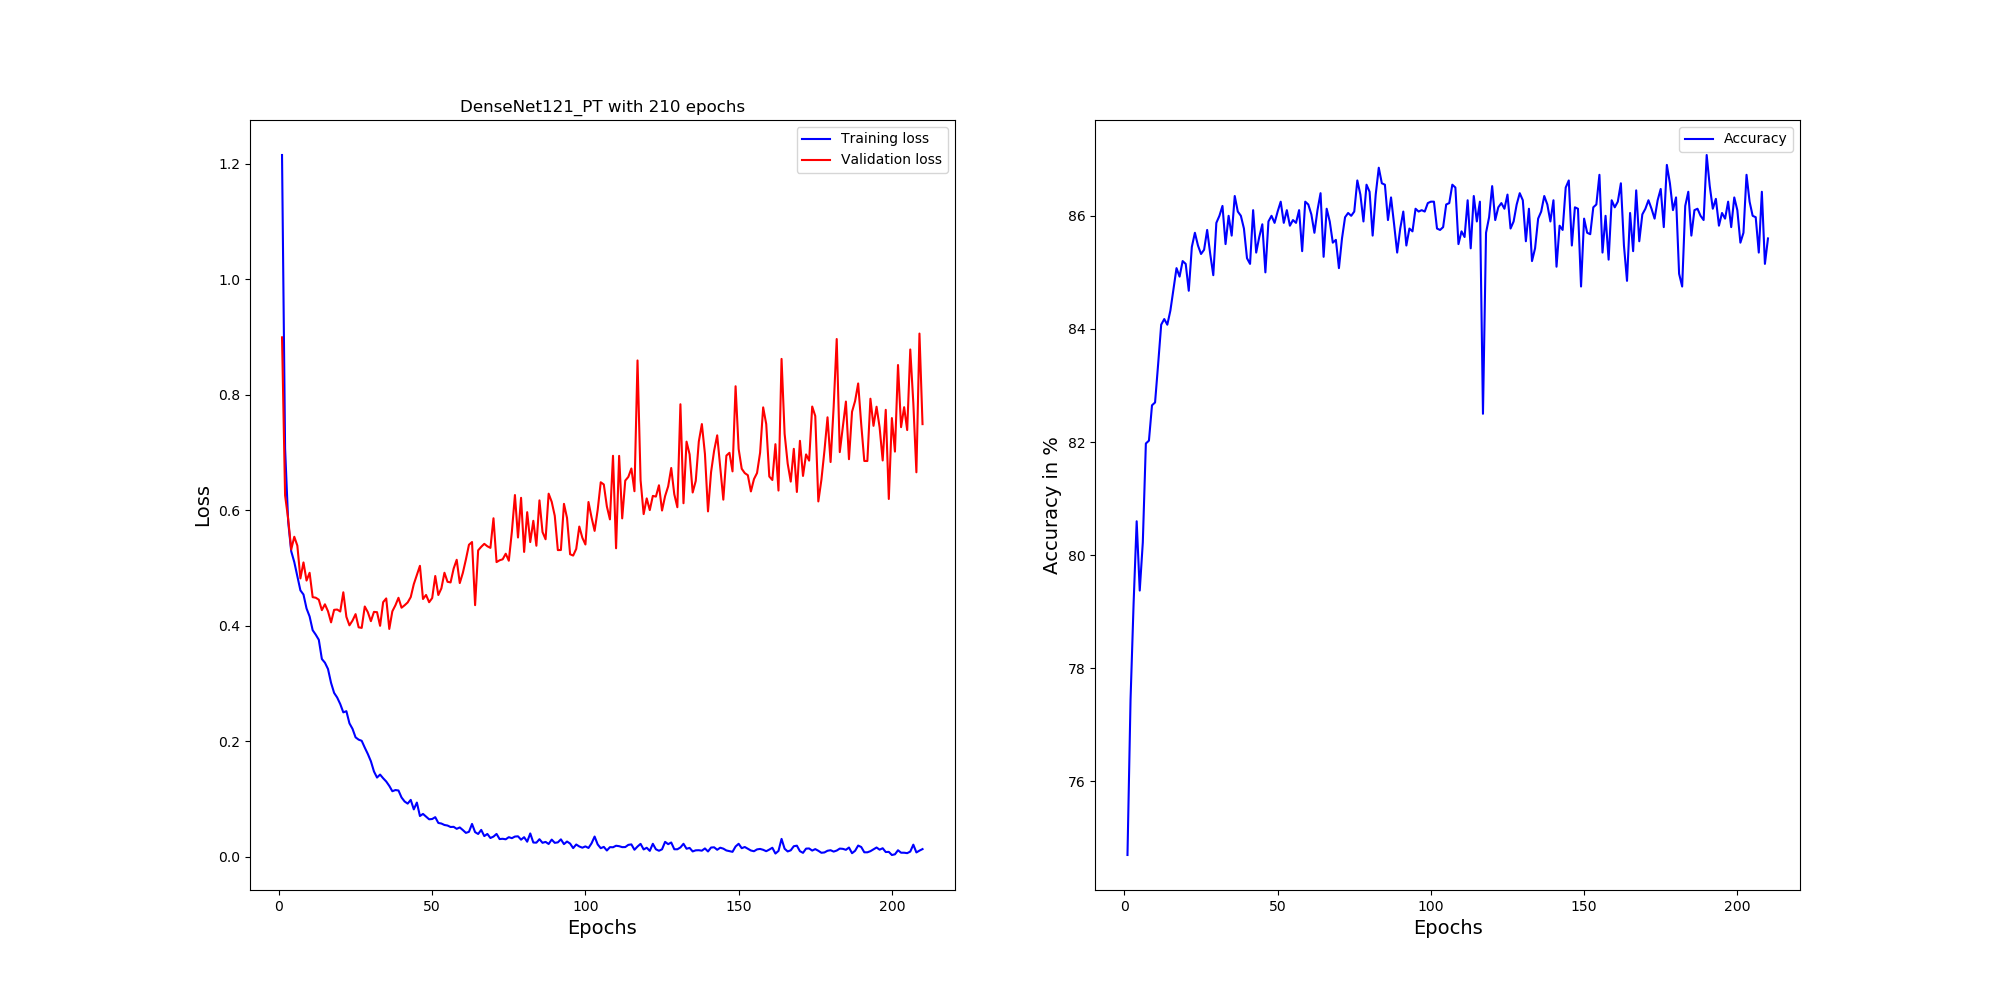 DenseNet121_PT with 210 epochs
Training loss
Validation loss
1.2
1.0
0.8
0.6
0.4
0.2
0.0
Loss
0
50
100
150
200
Epochs
Accuracy
86
84
82
80
78
76
Accuracy in %
0
50
100
150
200
Epochs